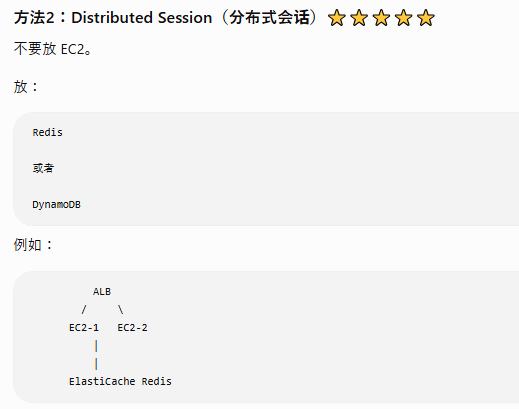 方法2：Distributed Session（分布式会话）⭐⭐⭐⭐⭐
不要放 EC2。
放：
Redis
或者
DynamoDB
例如：
ALB
/ \
EC2-1 EC2-2
|
|
ElastiCache Redis